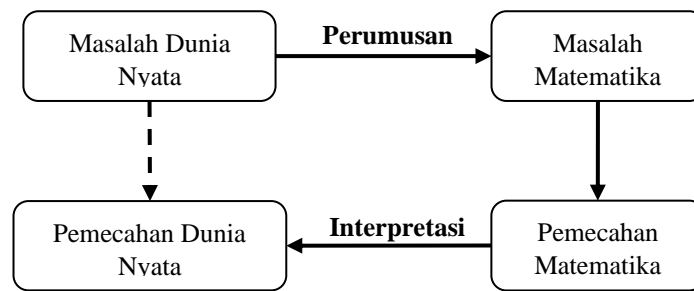 Masalah Dunia
Nyata
Perumusan
Masalah
Matematika
Pemecahan Dunia
Nyata
Interpretasi
Pemecahan
Matematika